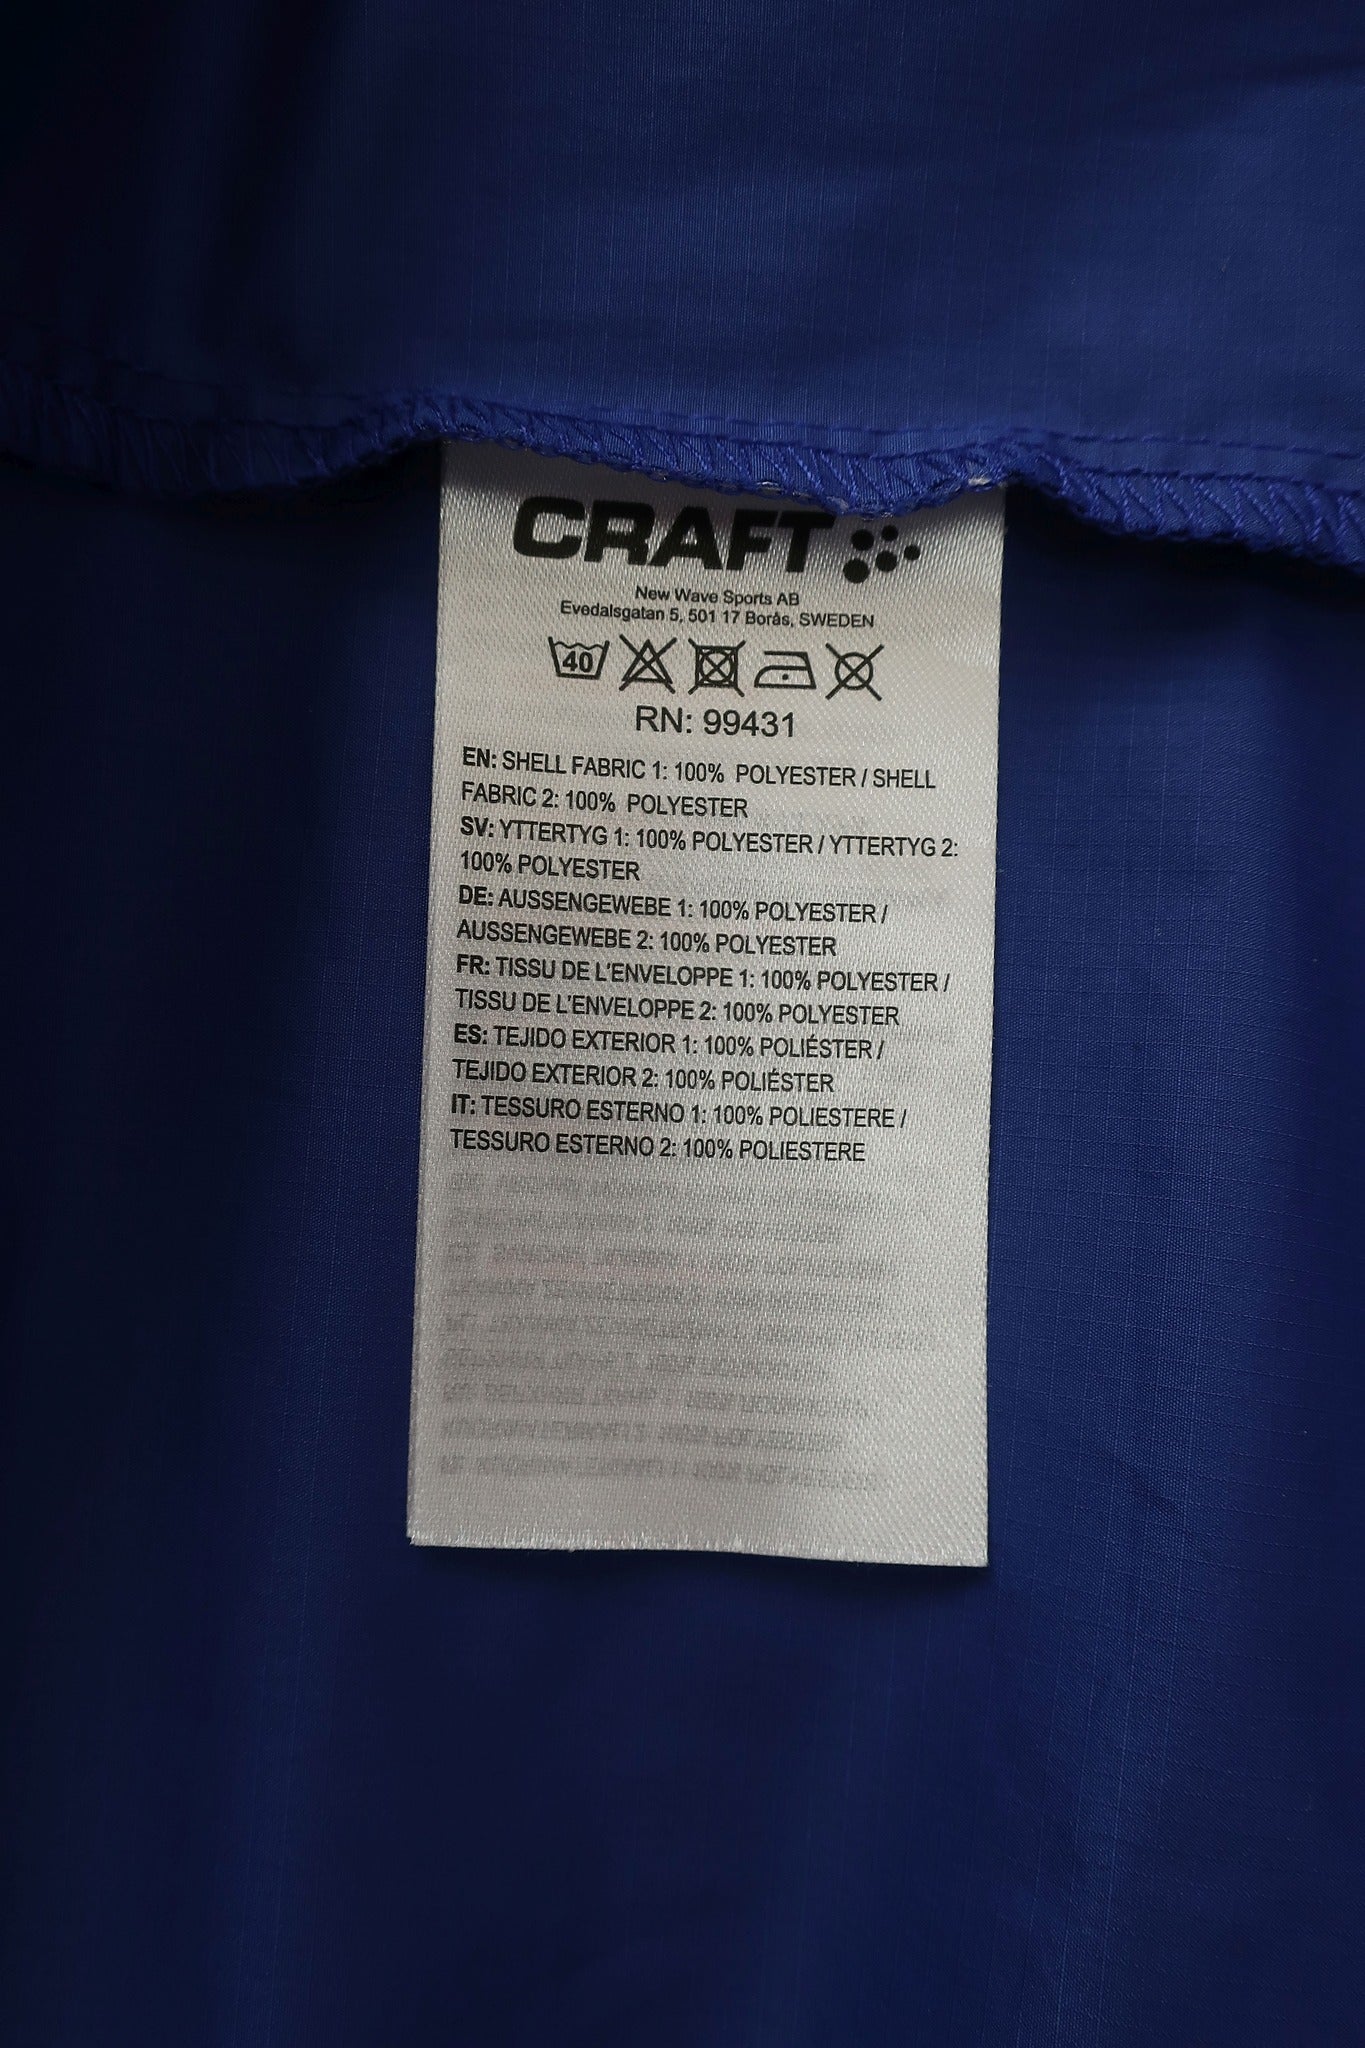 CRAFT
New Wave Sports AB
Evedalsgatan 5, 501 17 Borås, SWEDEN
40
RN: 99431
EN: SHELL FABRIC 1: 100% POLYESTER / SHELL
FABRIC 2: 100% POLYESTER
SV: YTTERTYG 1: 100% POLYESTER / YTTERTYG 2:
100% POLYESTER
DE: AUSSENGEWEBE 1: 100% POLYESTER /
AUSSENGEWEBE 2: 100% POLYESTER
FR: TISSU DE L'ENVELOPPE 1: 100% POLYESTER /
TISSU DE L'ENVELOPPE 2: 100% POLYESTER
ES: TEJIDO EXTERIOR 1: 100% POLIÉSTER /
TEJIDO EXTERIOR 2: 100% POLIÉSTER
IT: TESSURO ESTERNO 1: 100% POLIESTERE /
TESSURO ESTERNO 2: 100% POLIESTERE